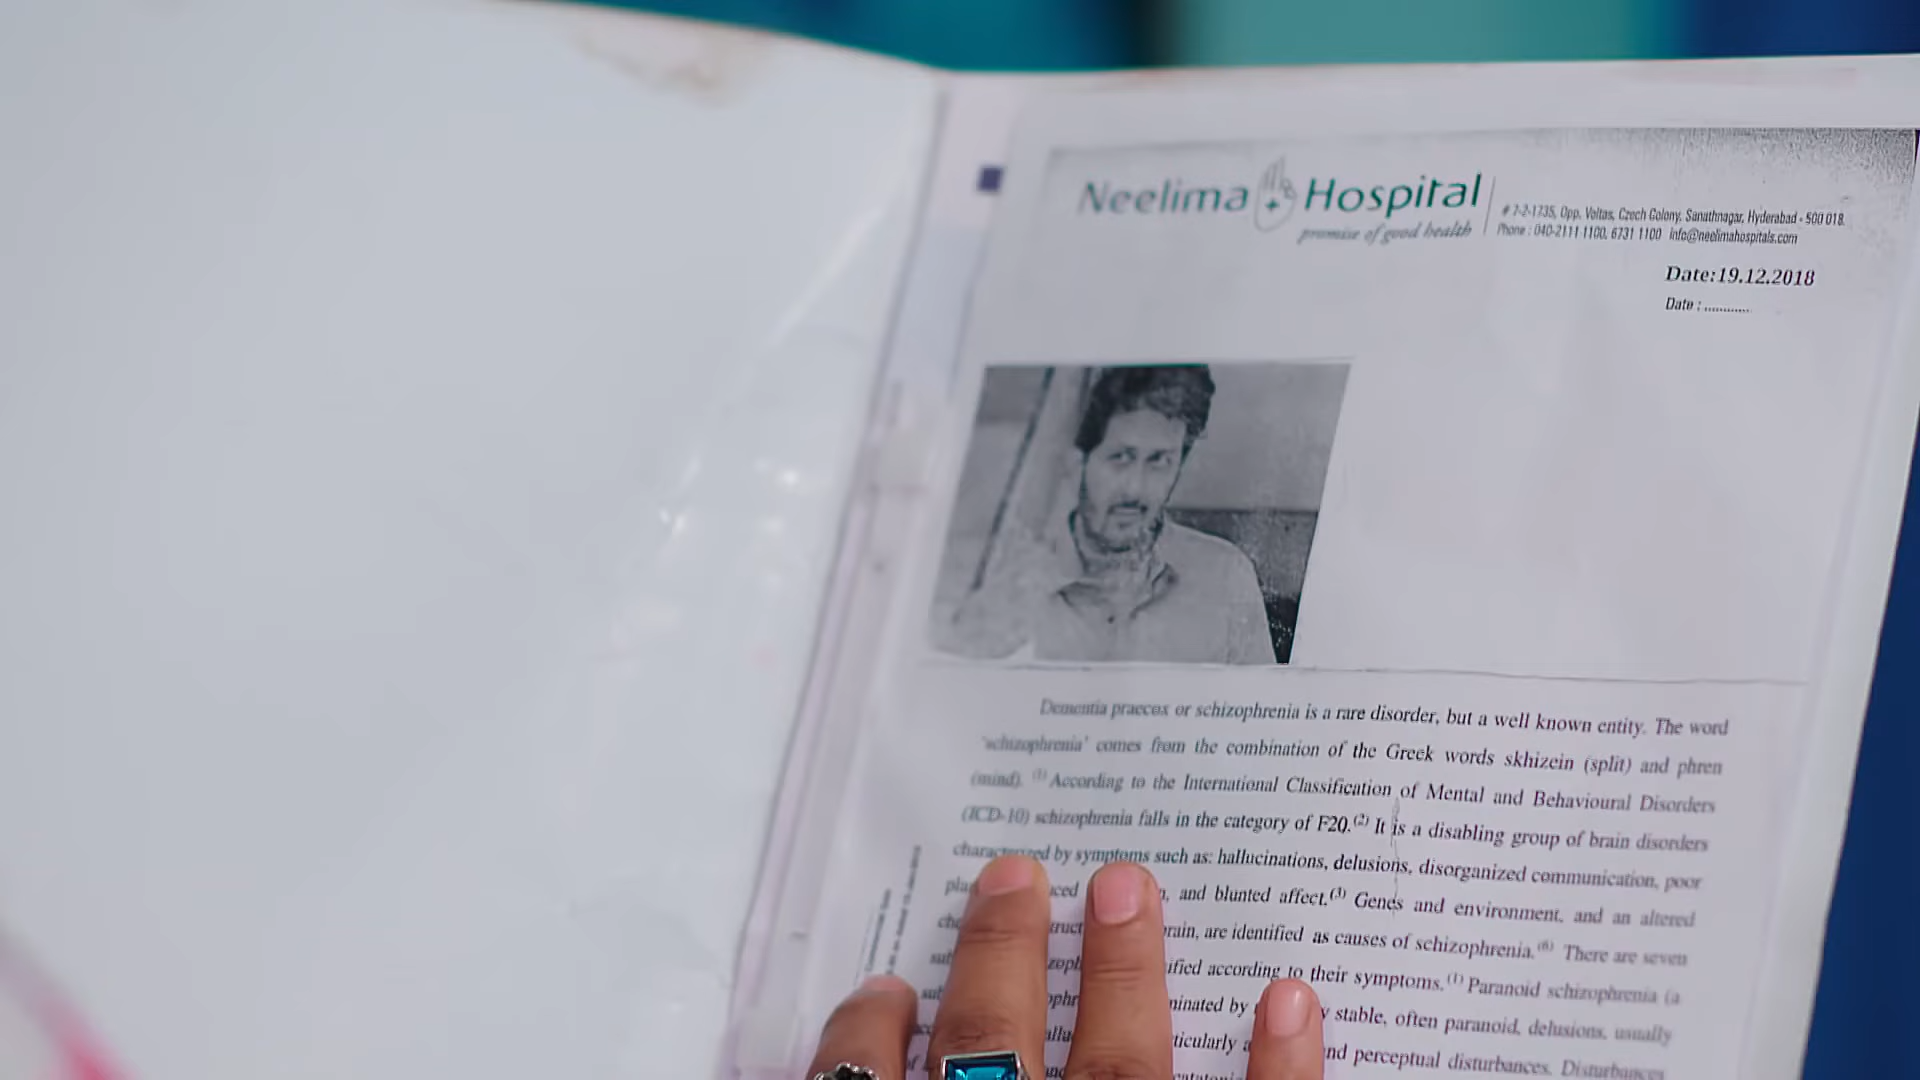 Neelima Hospital
promise of good health
# 7-2-1735, Opp. Voltas, Czech Colony, Sanathnagar, Hyderabad - 500 018.
Phone : 040-2111 1100, 6731 1100 info@neelimahospitals.com
Date:19.12.2018
Date : ............
Dementia praecox or schizophrenia is a rare disorder, but a well known entity. The word
'schizophrenia' comes from the combination of the Greek words skhizein (split) and phren
(mind). (1) According to the International Classification of Mental and Behavioural Disorders
(ICD-10) schizophrenia falls in the category of F20.(2) It is a disabling group of brain disorders
characterized by symptoms such as: hallucinations, delusions, disorganized communication, poor
and blunted affect.(3) Genes and environment, and an altered
are identified as causes of schizophrenia.(6) There are seven
according to their symptoms.(1) Paranoid schizophrenia (a
by stable, often paranoid, delusions, usually
and perceptual disturbances. Disturbances